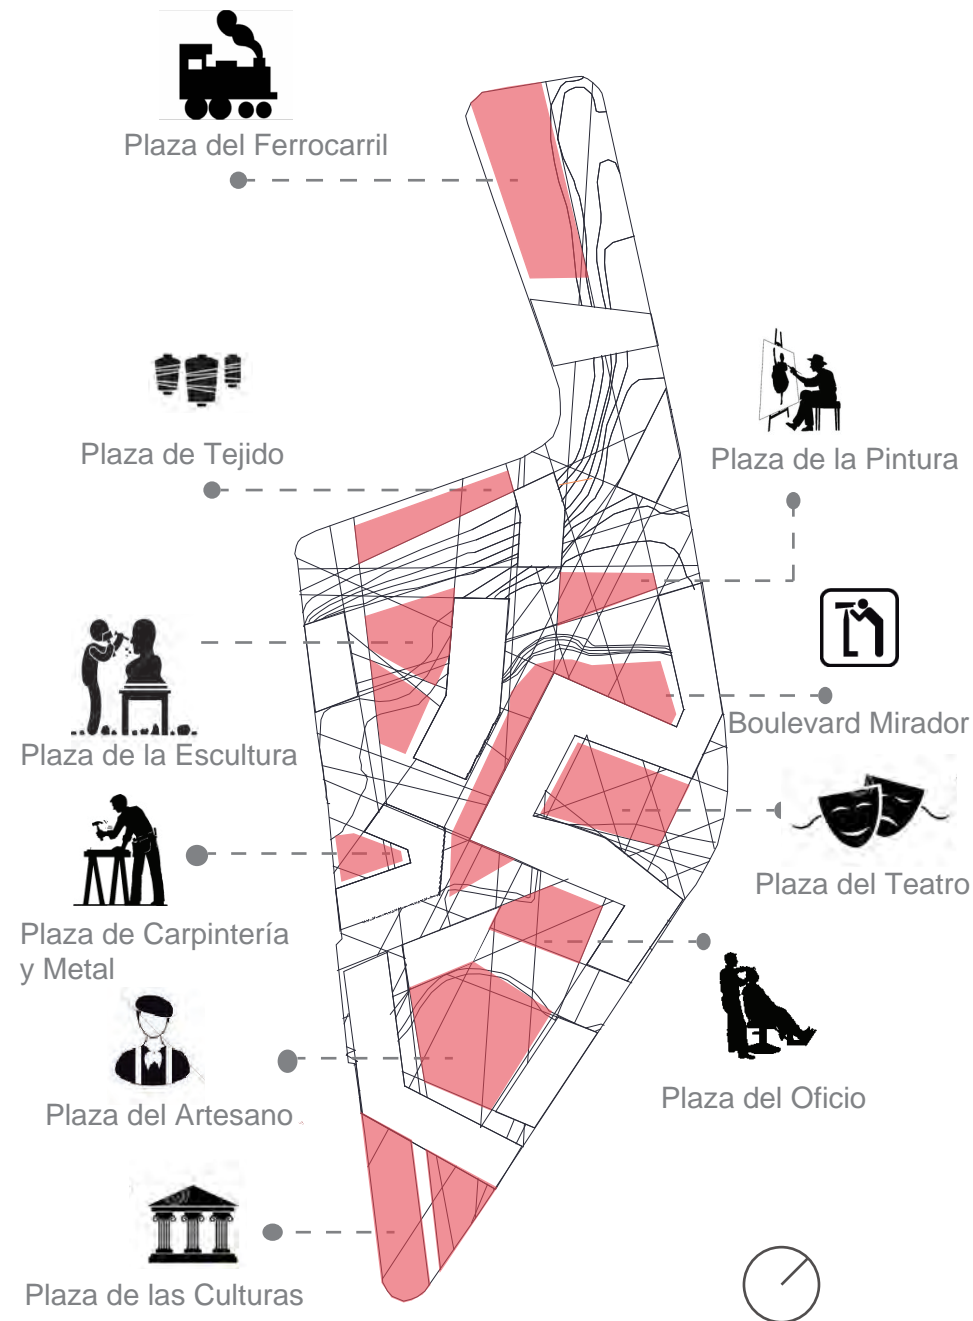 Plaza del Ferrocarril
Plaza de Tejido
Plaza de la Pintura
Boulevard Mirador
Plaza de la Escultura
Plaza del Teatro
Plaza de Carpintería
y Metal
Plaza del Artesano
Plaza del Oficio
Plaza de las Culturas